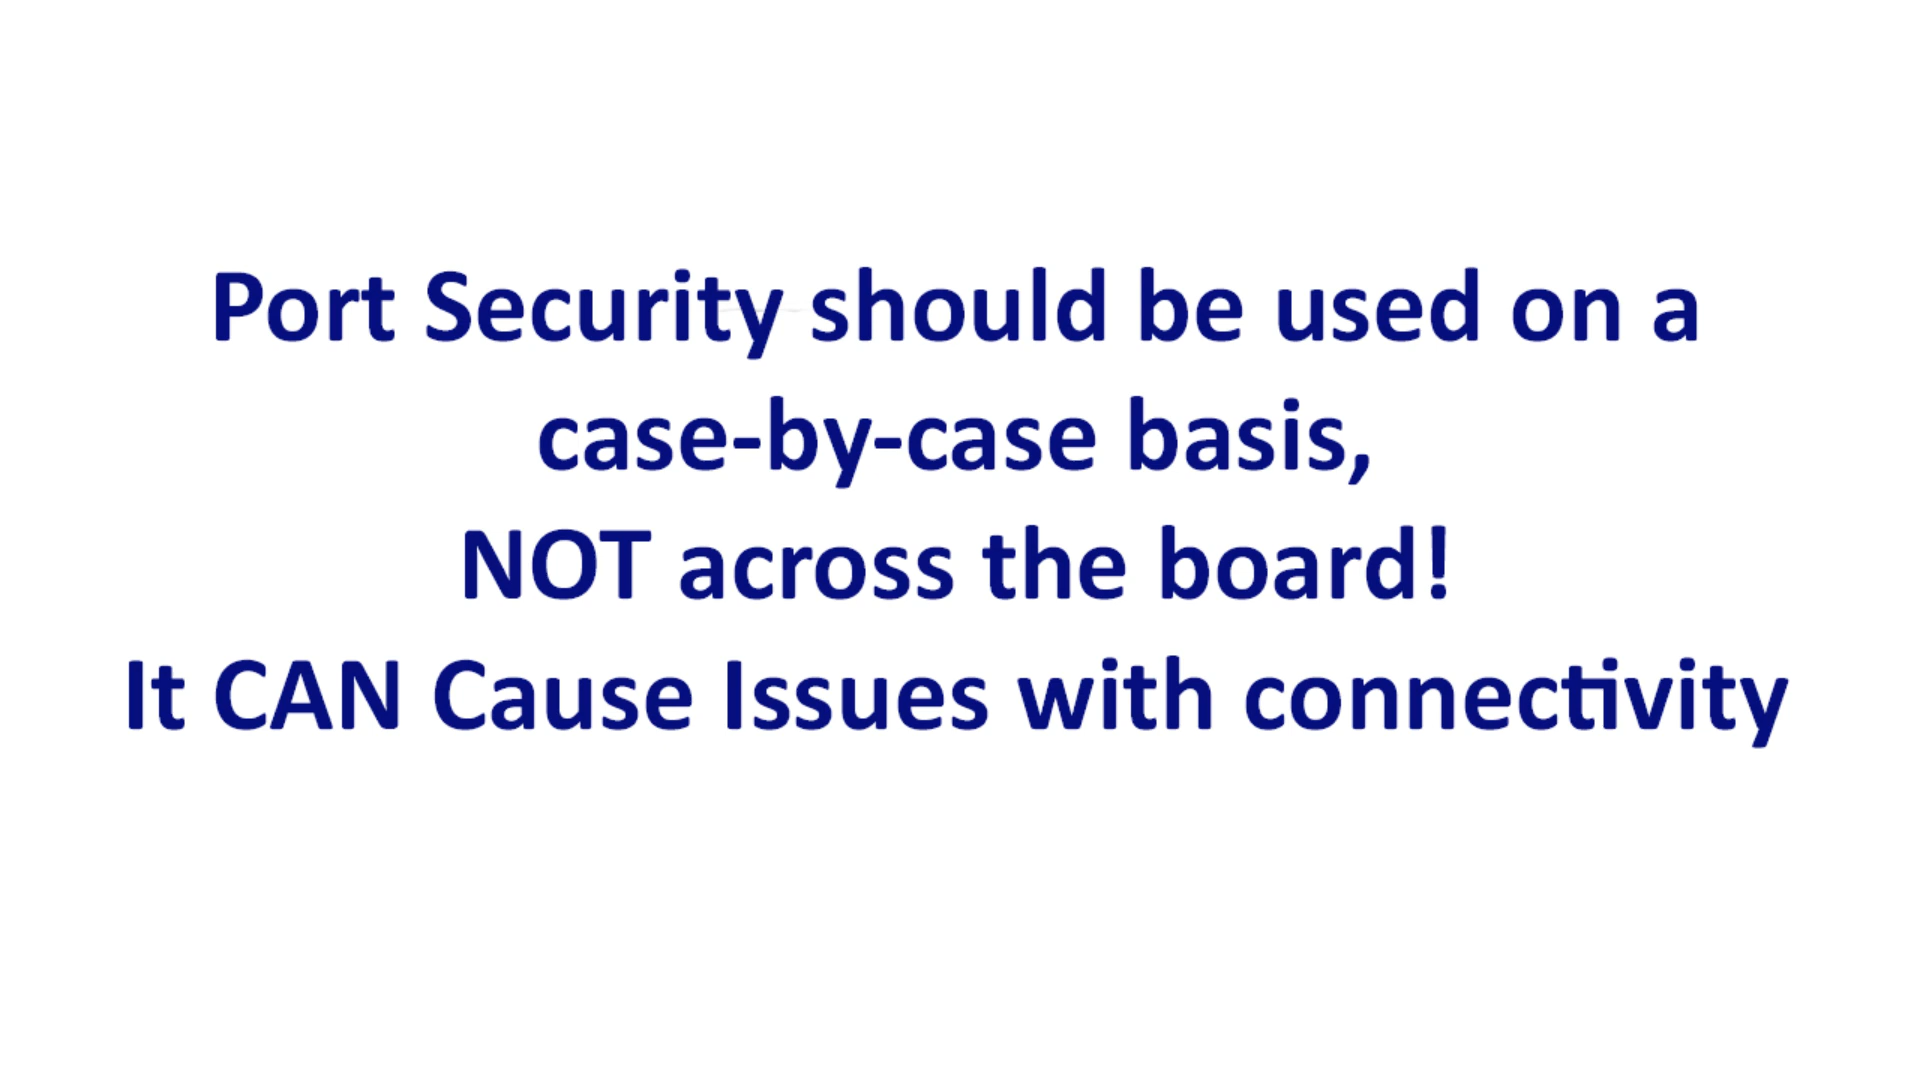 Port Security should be used on a
case-by-case basis,
NOT across the board!
It CAN Cause Issues with connectivity